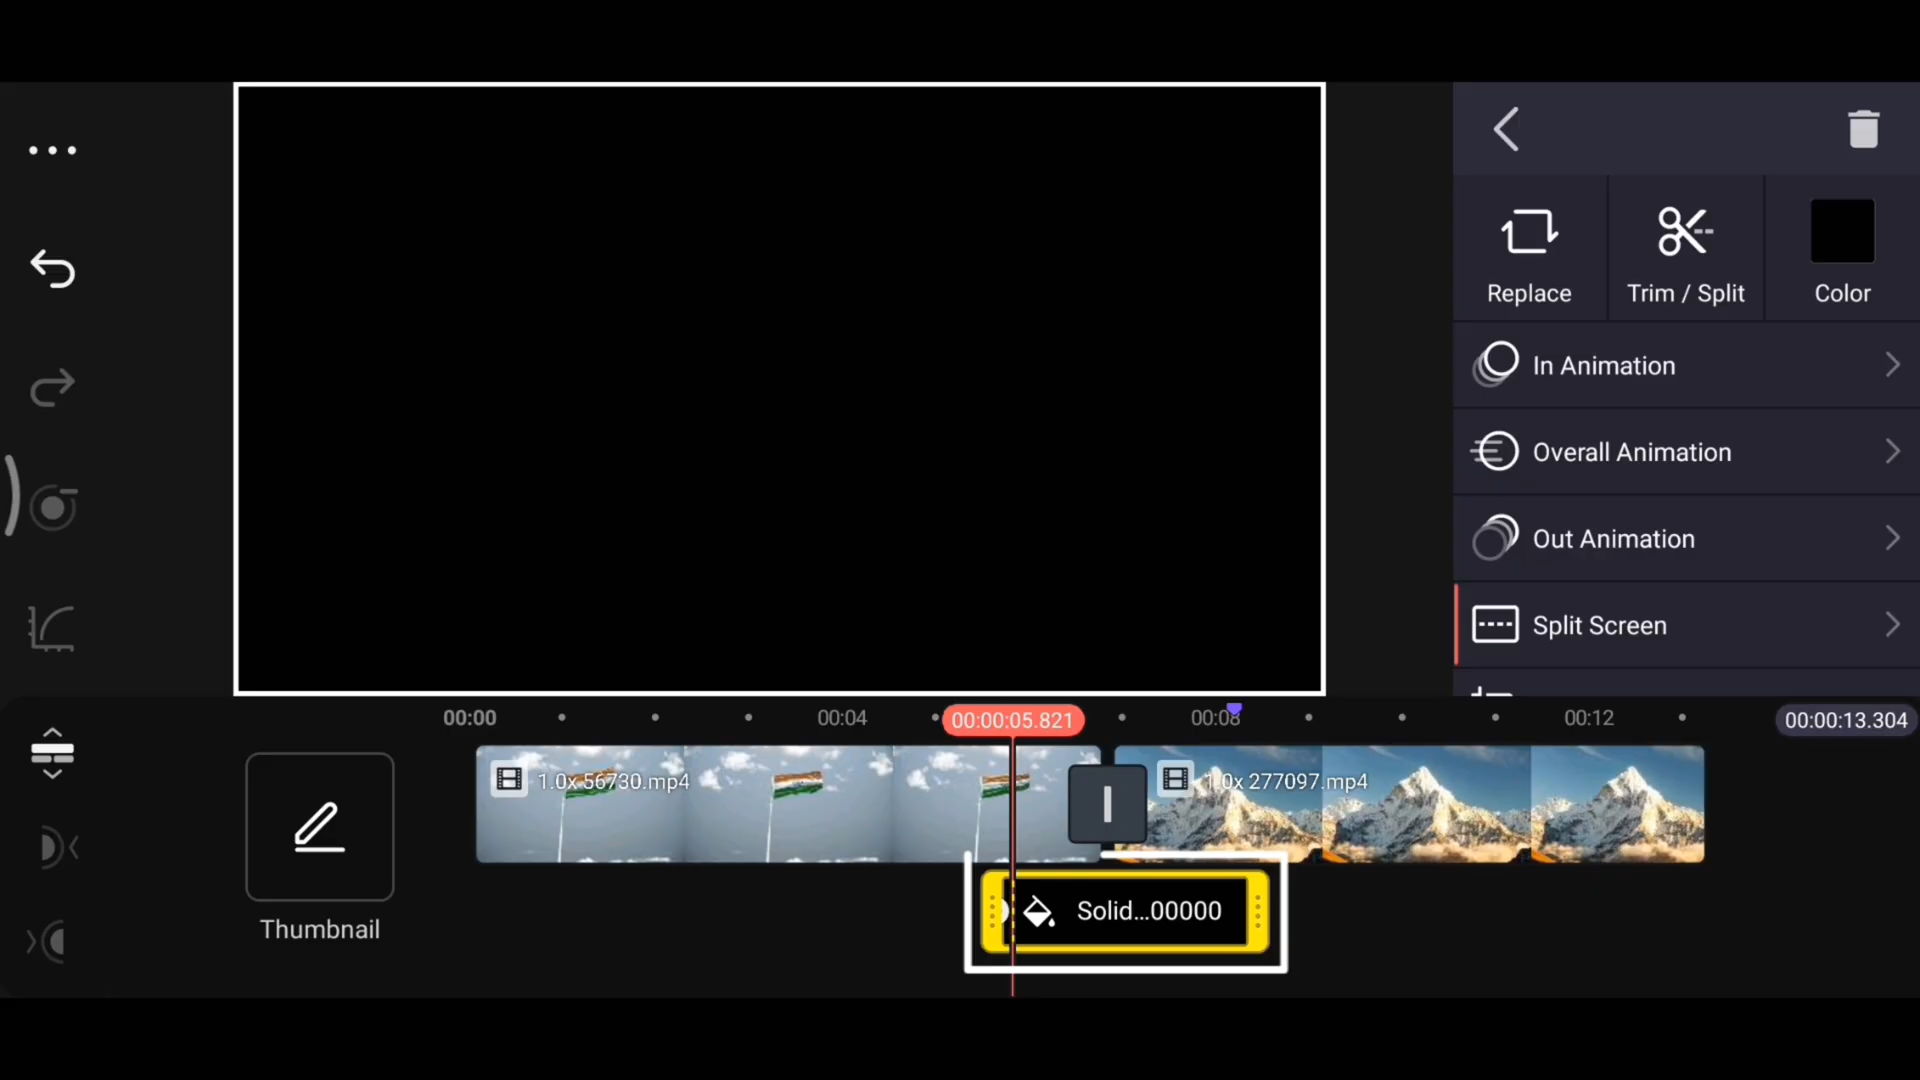 Replace
Trim / Split
Color
In Animation
Overall Animation
Out Animation
Split Screen
00:00
00:04
00:00:05.821
00:08
00:12
00:00:13.304
1.0x 56730.mp4
1.0x 277097.mp4
Thumbnail
Solid...00000